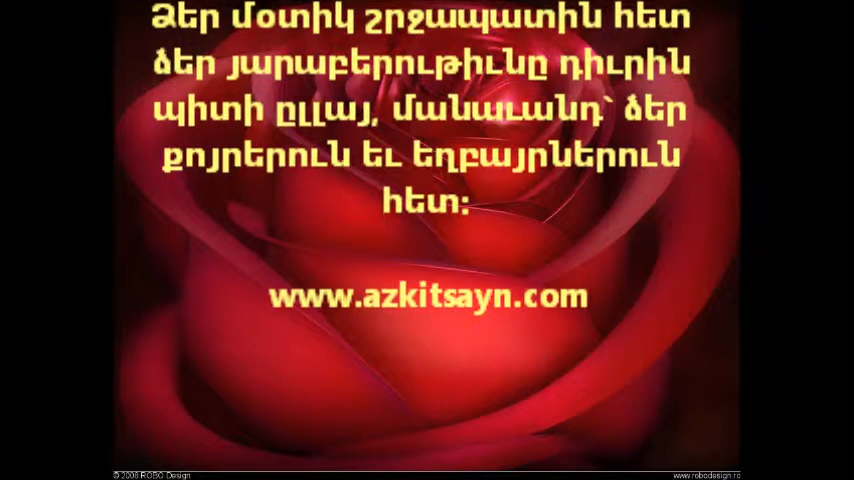 Ձեր մօտիկ շրջապատին հետ
ձեր յարաբերութիւնը դիւրին
պիտի ըլլայ, մանաւանդ՝ ձեր
քոյրերուն եւ եղբայրներուն
հետ:
www.azkitsayn.com
© 2006 ROBO Design
www.robodesign.ro